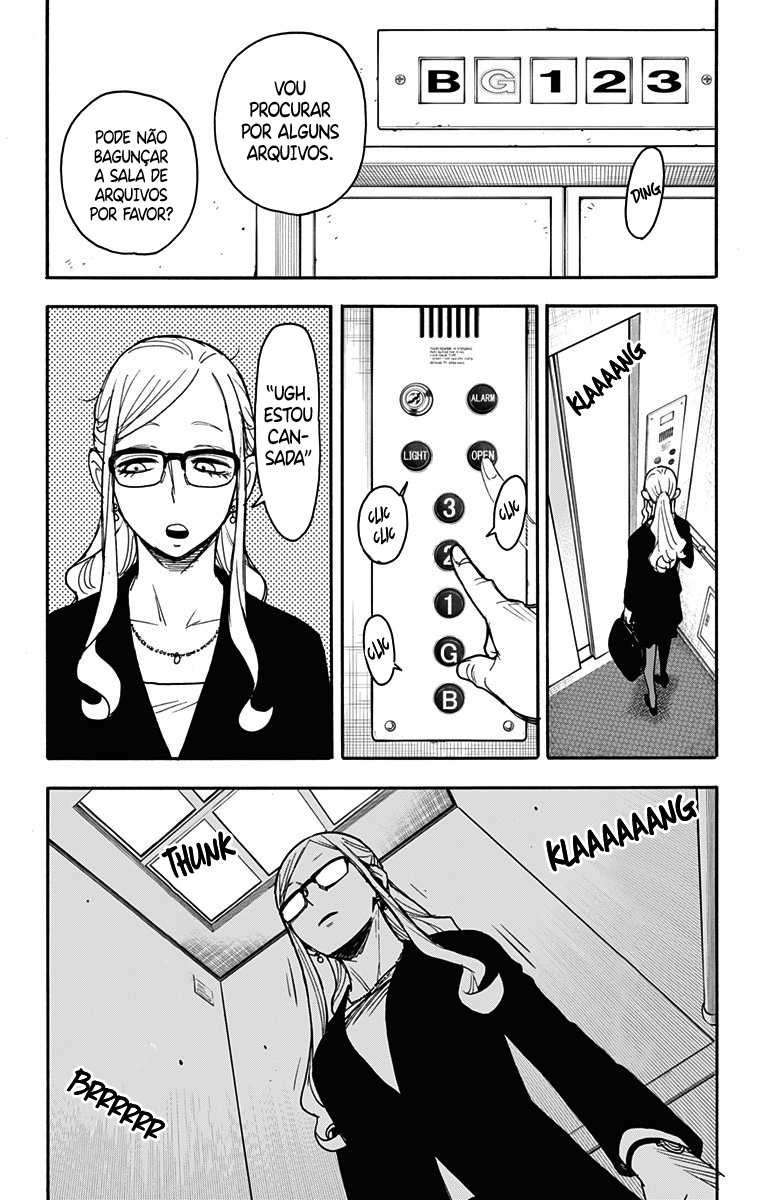 B G 1 2 3
VOU
PROCURAR
POR ALGUNS
ARQUIVOS.
PODE NÃO
BAGUNÇAR
A SALA DE
ARQUIVOS
POR FAVOR?
DING
"UGH.
ESTOU
CAN-
SADA"
ALARM
LIGHT
OPEN
3
CLIC
CLIC
CLIC
2
1
CLIC
G
B
KLAAAANG
THUNK
KLAAAAAANG
BRRRRRR